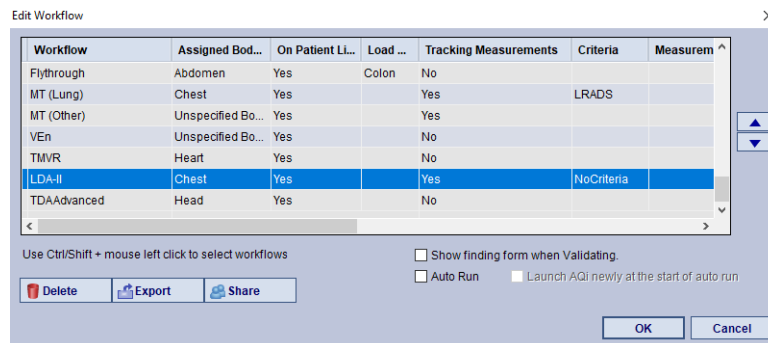 Edit Workflow
Workflow Assigned Bod... On Patient Li... Load ... Tracking Measurements Criteria Measurem
Flythrough Abdomen Yes Colon No
MT (Lung) Chest Yes Yes LRADS
MT (Other) Unspecified Bo... Yes Yes
VEn Unspecified Bo... Yes No
TMVR Heart Yes No
LDA-II Chest Yes Yes NoCriteria
TDAAdvanced Head Yes No
Use Ctrl/Shift + mouse left click to select workflows
Show finding form when Validating.
Auto Run Launch AQi newly at the start of auto run
Delete Export Share
OK Cancel